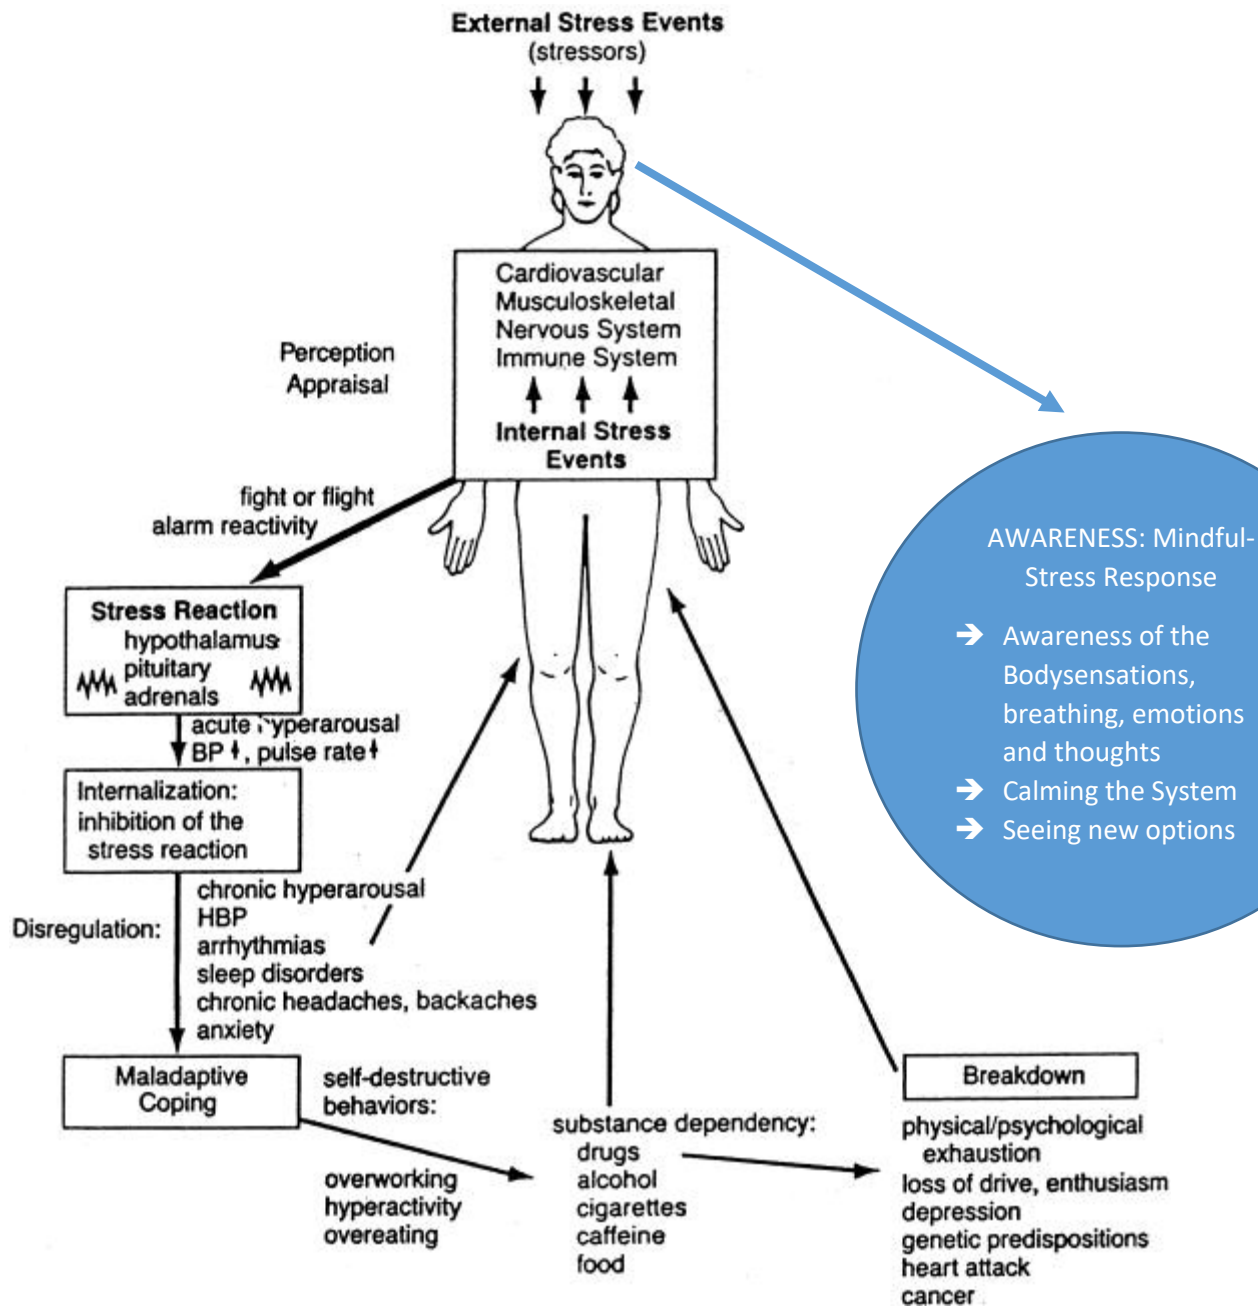 External Stress Events
(stressors)
Cardiovascular
Musculoskeletal
Nervous System
Immune System
Internal Stress
Events
Perception
Appraisal
fight or flight
alarm reactivity
Stress Reaction
hypothalamus
pituitary
adrenals
acute hyperarousal
BP, pulse rate
Internalization:
inhibition of the
stress reaction
Disregulation:
chronic hyperarousal
HBP
arrhythmias
sleep disorders
chronic headaches, backaches
anxiety
Maladaptive
Coping
self-destructive
behaviors:
overworking
hyperactivity
overeating
substance dependency:
drugs
alcohol
cigarettes
caffeine
food
Breakdown
physical/psychological
exhaustion
loss of drive, enthusiasm
depression
genetic predispositions
heart attack
cancer
AWARENESS: Mindful-
Stress Response
➔ Awareness of the
Bodysensations,
breathing, emotions
and thoughts
➔ Calming the System
➔ Seeing new options